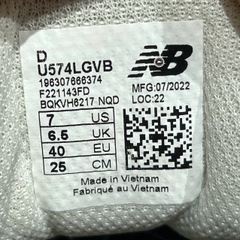 D
U574LGVB
196307666374
F221143FD
BQKVH6217 NQD
NB
MFG:07/2022
LOC:22
7 US
6.5 UK
40 EU
25 CM
Made in Vietnam
Fabriqué au Vietnam